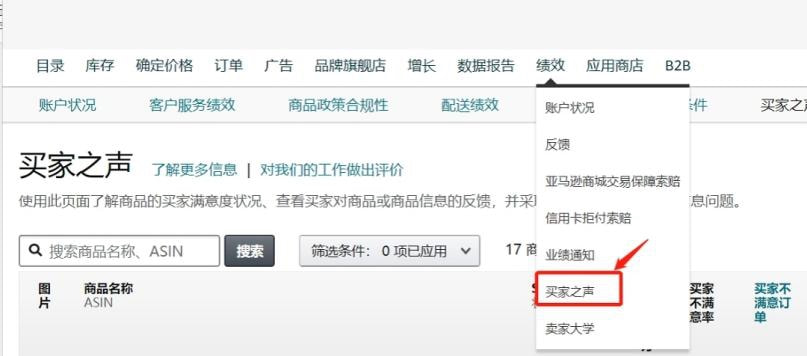 目录 库存 确定价格 订单 广告 品牌旗舰店 增长 数据报告 绩效 应用商店 B2B
账户状况 客户服务绩效 商品政策合规性 配送绩效 件 买家之
账户状况
反馈
亚马逊商城交易保障索赔
信用卡拒付索赔
业绩通知
买家之声
卖家大学
买家之声 了解更多信息 | 对我们的工作做出评价
使用此页面了解商品的买家满意度状况、查看买家对商品或商品信息的反馈，并采 息问题。
搜索商品名称、ASIN 搜索 筛选条件： 0 项已应用 17 商
图片 商品名称 买家不满意率 买家不满意订单
ASIN